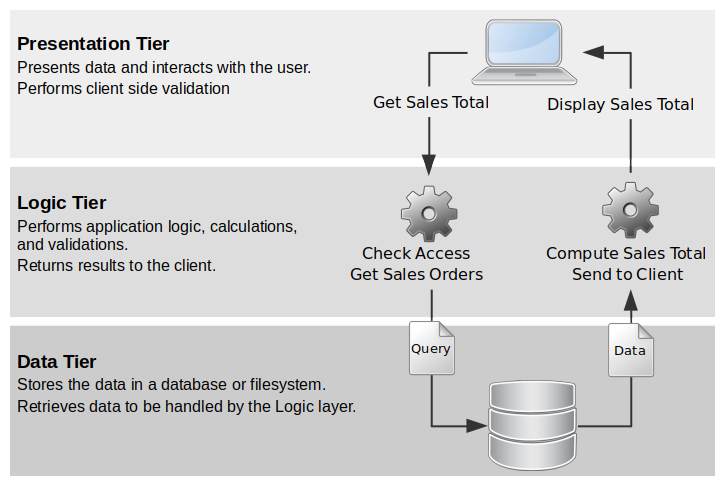 Presentation Tier
Presents data and interacts with the user.
Performs client side validation
Get Sales Total
Display Sales Total
Logic Tier
Performs application logic, calculations,
and validations.
Returns results to the client.
Check Access
Get Sales Orders
Compute Sales Total
Send to Client
Data Tier
Stores the data in a database or filesystem.
Retrieves data to be handled by the Logic layer.
Query
Data